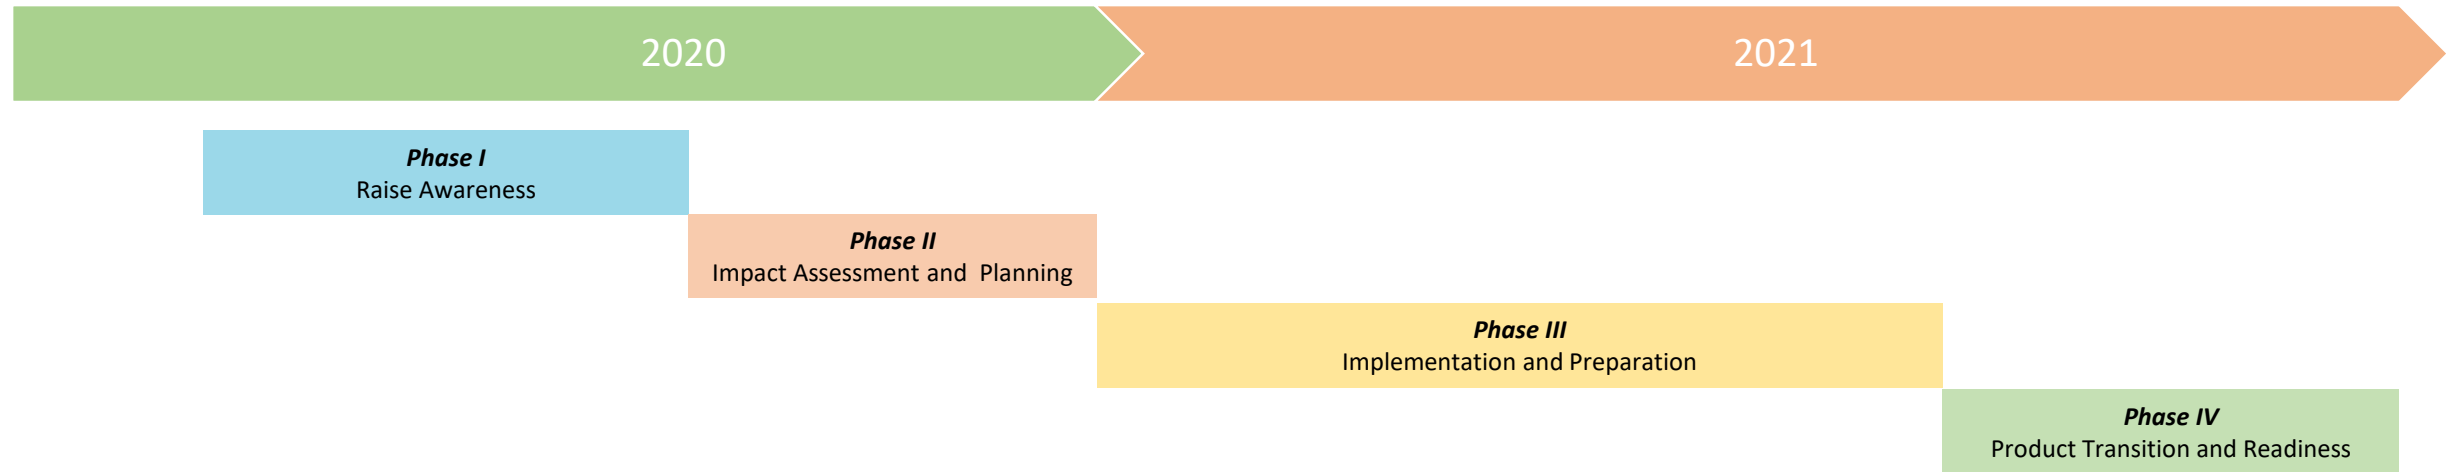 2020
2021
Phase I
Raise Awareness
Phase II
Impact Assessment and  Planning
Phase III
Implementation and Preparation
Phase IV
Product Transition and Readiness